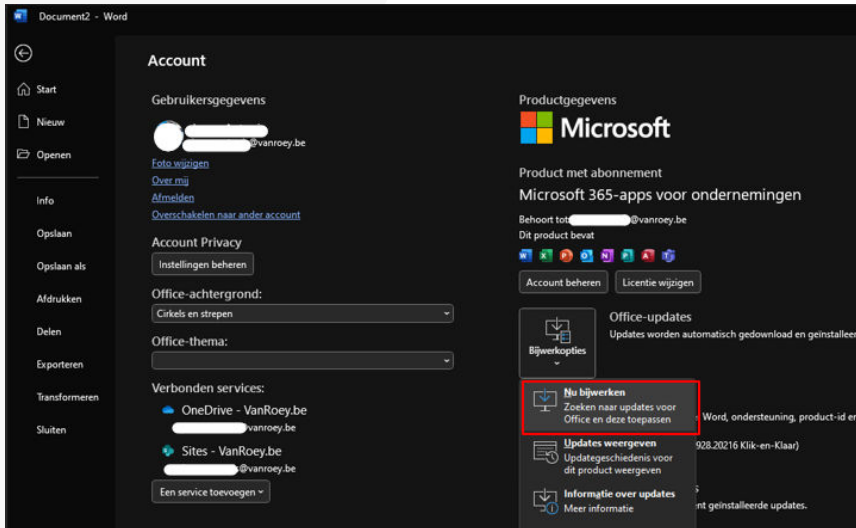 Document2 - Word
Start
Nieuw
Openen
Info
Opslaan
Opslaan als
Afdrukken
Delen
Exporteren
Transformeren
Sluiten
Account
Gebruikersgegevens
@vanroey.be
Foto wijzigen
Over mij
Afmelden
Overschakelen naar ander account
Account Privacy
Instellingen beheren
Office-achtergrond:
Cirkels en strepen
Office-thema:
Verbonden services:
OneDrive - VanRoey.be
vanroey.be
Sites - VanRoey.be
@vanroey.be
Een service toevoegen
Productgegevens
Microsoft
Product met abonnement
Microsoft 365-apps voor ondernemingen
Behoort tot: @vanroey.be
Dit product bevat
Account beheren
Licentie wijzigen
Bijwerkopties
Office-updates
Updates worden automatisch gedownload en geïnstalleer
Nu bijwerken
Zoeken naar updates voor
Office en deze toepassen
Word, ondersteuning, product-id er
Updates weergeven
Updategeschiedenis voor
dit product weergeven
928.20216 Klik-en-Klaar)
Informatie over updates
Meer informatie
nt geïnstalleerde updates.